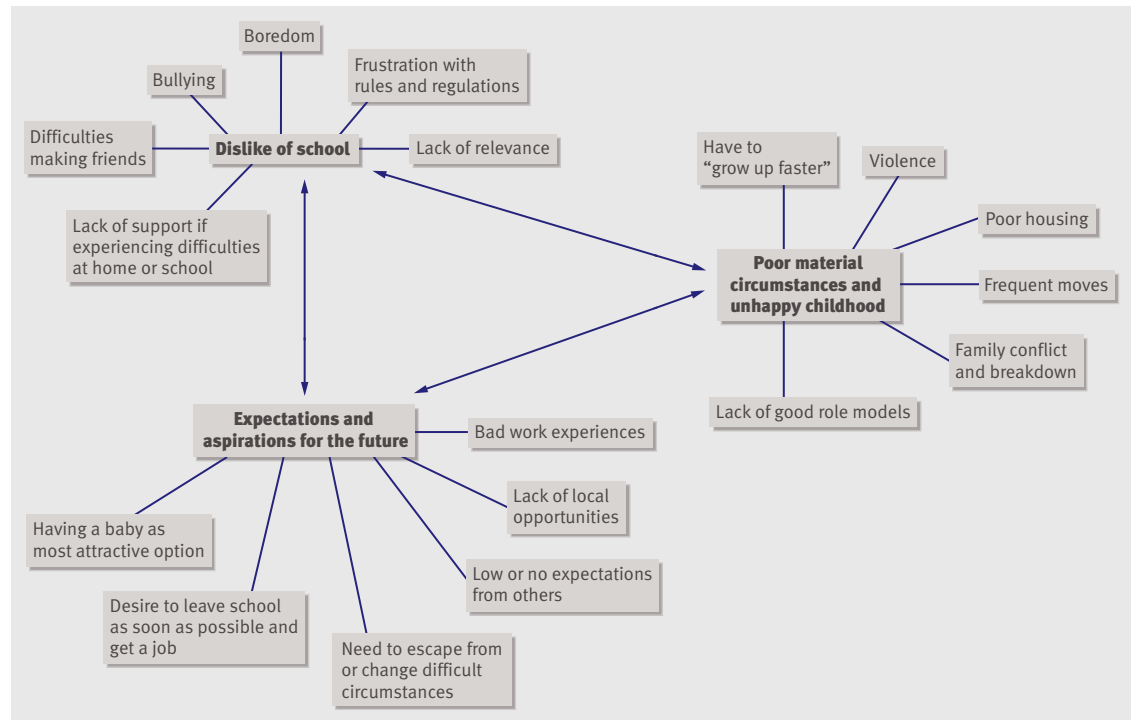 Boredom
Bullying
Frustration with
rules and regulations
Difficulties
making friends
Dislike of school
Lack of relevance
Lack of support if
experiencing difficulties
at home or school
Have to
“grow up faster”
Violence
Poor housing
Poor material
circumstances and
unhappy childhood
Frequent moves
Family conflict
and breakdown
Lack of good role models
Expectations and
aspirations for the future
Bad work experiences
Lack of local
opportunities
Having a baby as
most attractive option
Low or no expectations
from others
Desire to leave school
as soon as possible and
get a job
Need to escape from
or change difficult
circumstances